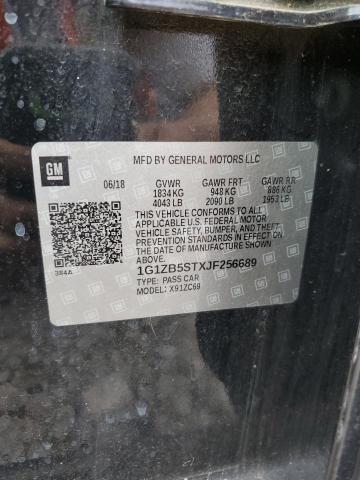 GM
MFD BY GENERAL MOTORS LLC
06/18 GVWR GAWR FRT GAWR RR
1834 KG 948 KG 886 KG
4043 LB 2090 LB 1953 LB
THIS VEHICLE CONFORMS TO ALL
APPLICABLE U.S. FEDERAL MOTOR
VEHICLE SAFETY, BUMPER, AND THEFT
PREVENTION STANDARDS IN EFFECT ON
THE DATE OF MANUFACTURE SHOWN
ABOVE.
384A
1G1ZB5STXJF256689
TYPE: PASS CAR
MODEL: X91ZC69